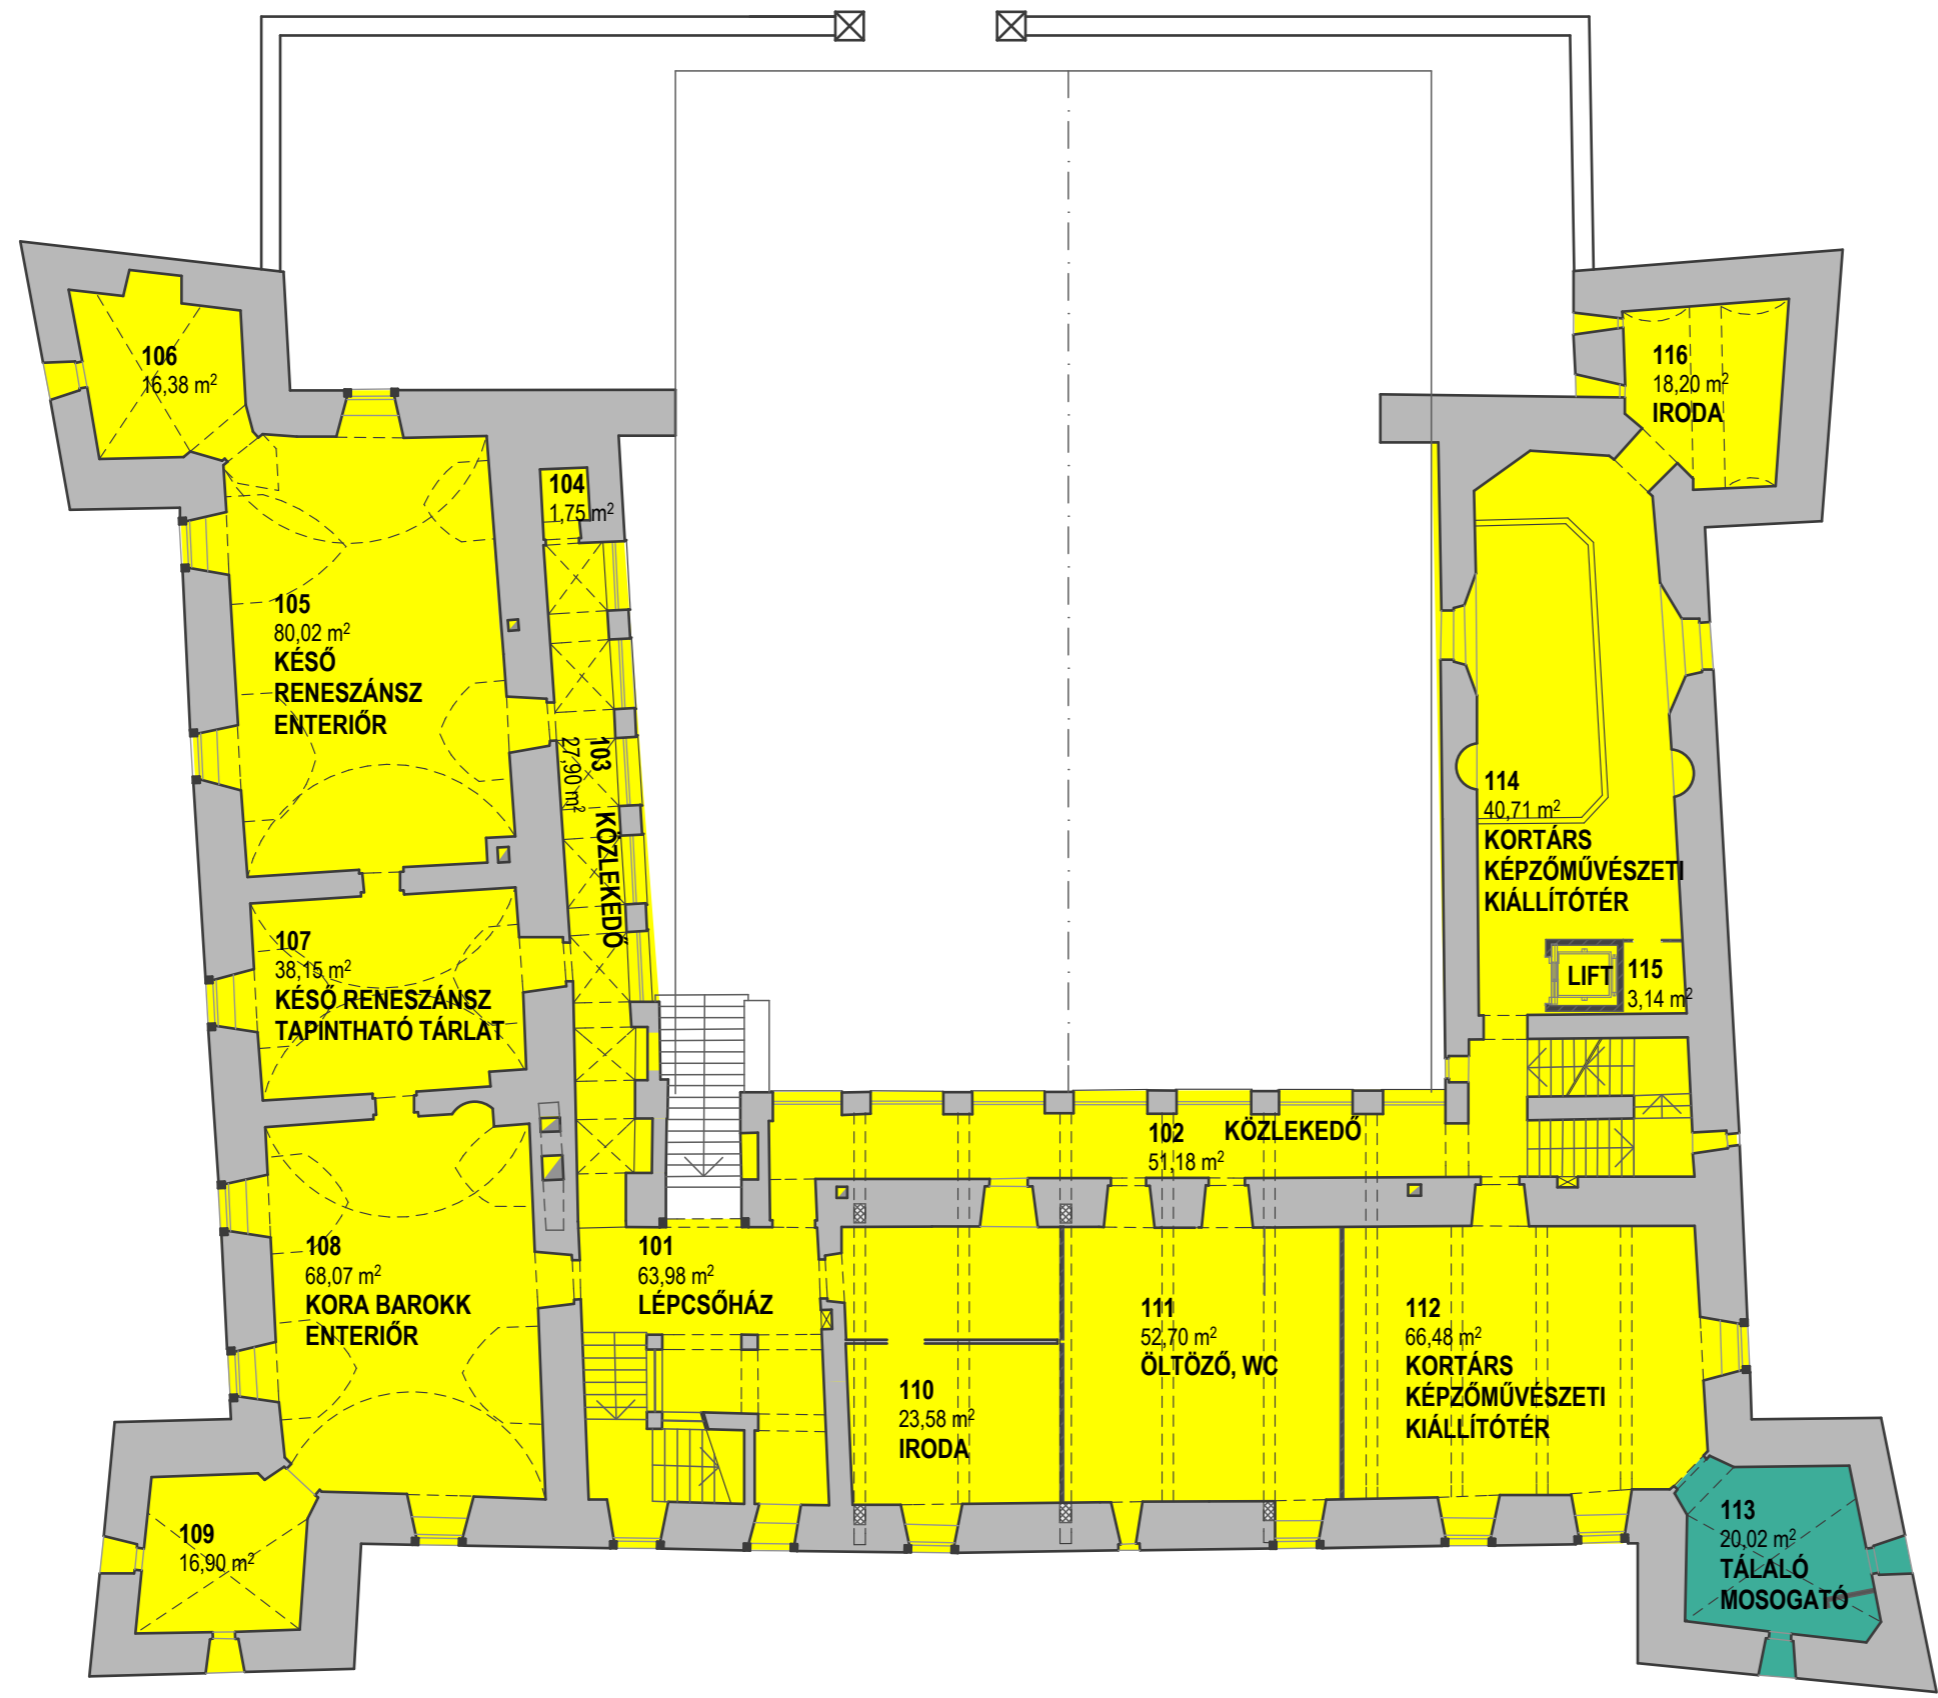 106
16,38 m²
116
18,20 m²
IRODA
104
1,75 m²
105
80,02 m²
KÉSŐ
RENESZÁNSZ
ENTERIŐR
103
27,90 m²
KÖZLEKEDŐ
114
40,71 m²
KORTÁRS
KÉPZŐMŰVÉSZETI
KIÁLLÍTÓTÉR
107
38,15 m²
KÉSŐ RENESZÁNSZ
TAPINTHATÓ TÁRLAT
LIFT
115
3,14 m²
102
51,18 m²
KÖZLEKEDŐ
108
68,07 m²
KORA BAROKK
ENTERIŐR
101
63,98 m²
LÉPCSŐHÁZ
110
23,58 m²
IRODA
111
52,70 m²
ÖLTÖZŐ, WC
112
66,48 m²
KORTÁRS
KÉPZŐMŰVÉSZETI
KIÁLLÍTÓTÉR
109
16,90 m²
113
20,02 m²
TÁLALÓ
MOSOGATÓ